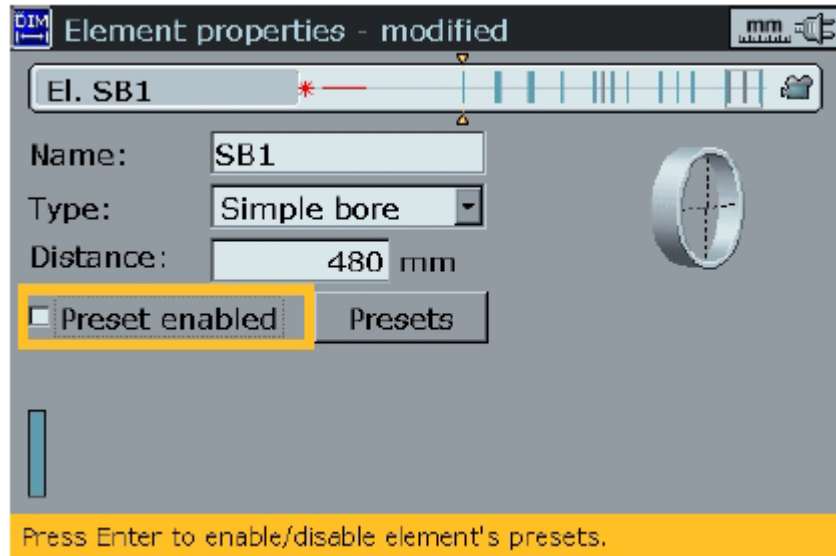 DIM Element properties - modified mm
El. SB1
Name: SB1
Type: Simple bore
Distance: 480 mm
Preset enabled Presets
Press Enter to enable/disable element's presets.